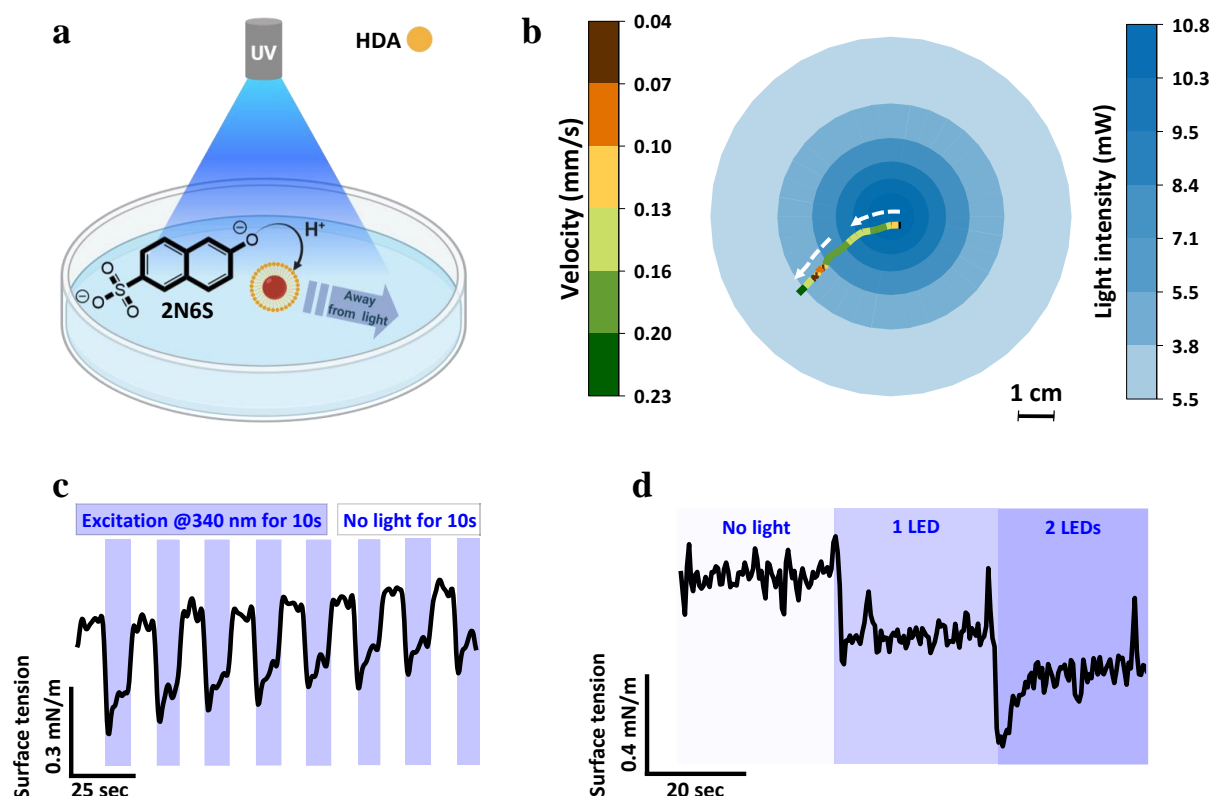 a
UV
HDA
H⁺
⊖
O
⊖
O
S
O
O
2N6S
Away
from light
b
Velocity (mm/s)
0.04
0.07
0.10
0.13
0.16
0.20
0.23
1 cm
Light intensity (mW)
10.8
10.3
9.5
8.4
7.1
5.5
3.8
5.5
c
Excitation @340 nm for 10s
No light for 10s
Surface tension
0.3 mN/m
25 sec
d
No light
1 LED
2 LEDs
Surface tension
0.4 mN/m
20 sec